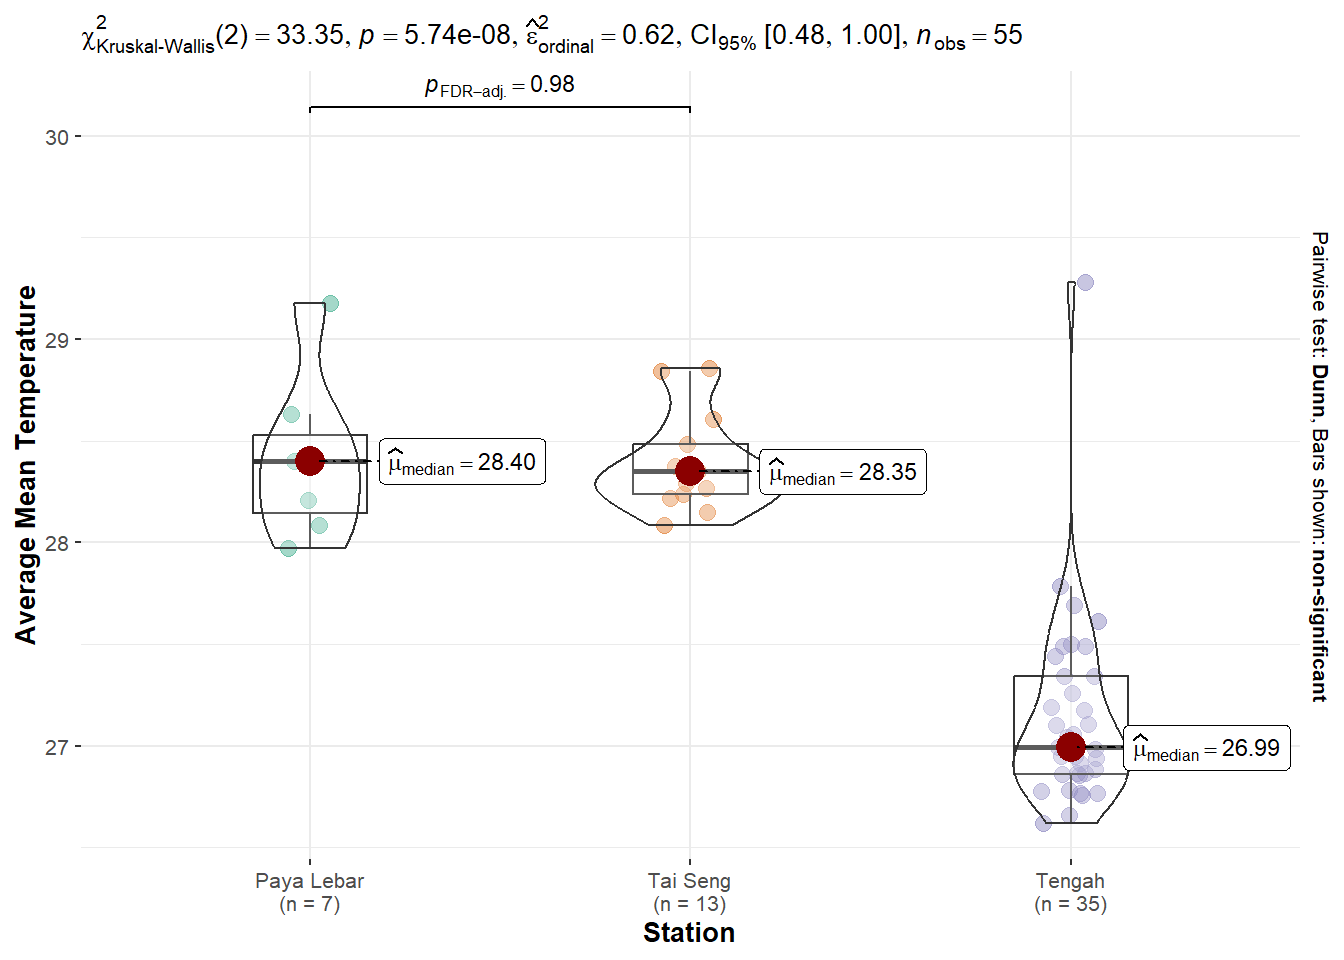 χ²Kruskal-Wallis(2) = 33.35, p = 5.74e-08, ε̂²ordinal = 0.62, CI95% [0.48, 1.00], nobs = 55
pFDR−adj. = 0.98
30
29
28
27
Average Mean Temperature
μ̂median = 28.40
μ̂median = 28.35
μ̂median = 26.99
Pairwise test: Dunn, Bars shown: non-significant
Paya Lebar
(n = 7)
Tai Seng
(n = 13)
Tengah
(n = 35)
Station